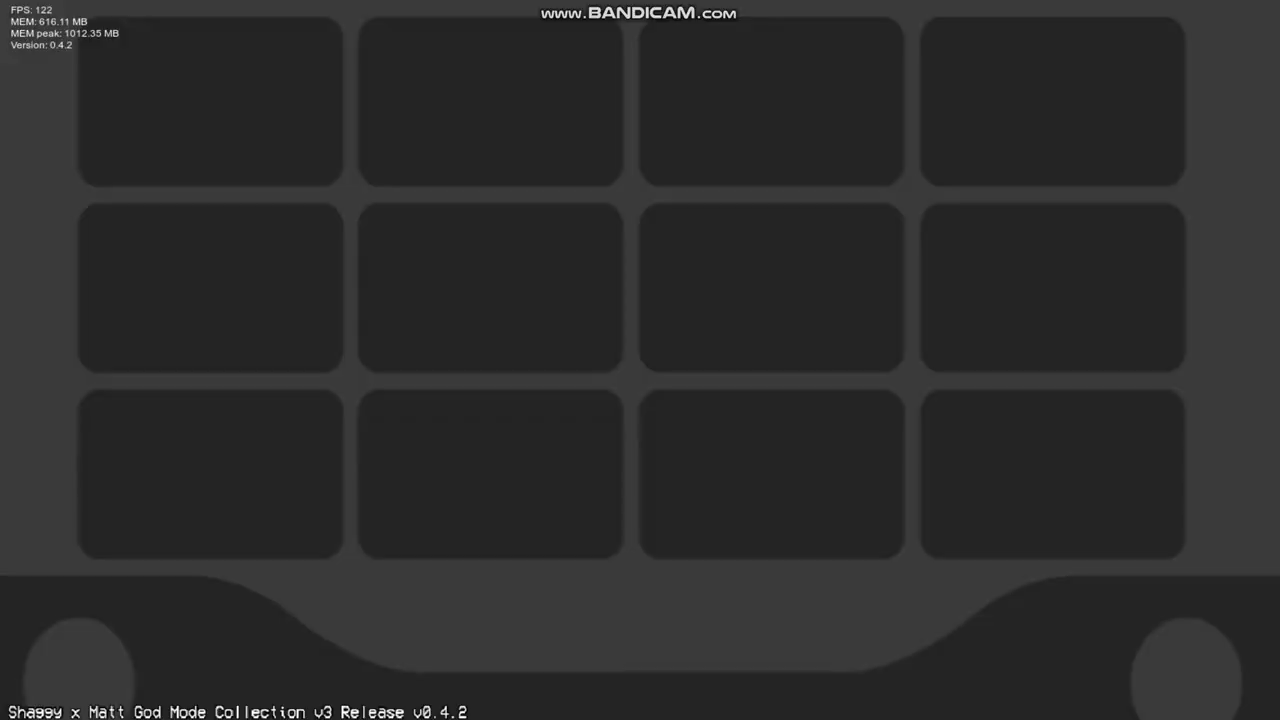 FPS: 122
MEM: 616.11 MB
MEM peak: 1012.35 MB
Version: 0.4.2
www.BANDICAM.com
Shaggy x Matt God Mode Collection v3 Release v0.4.2